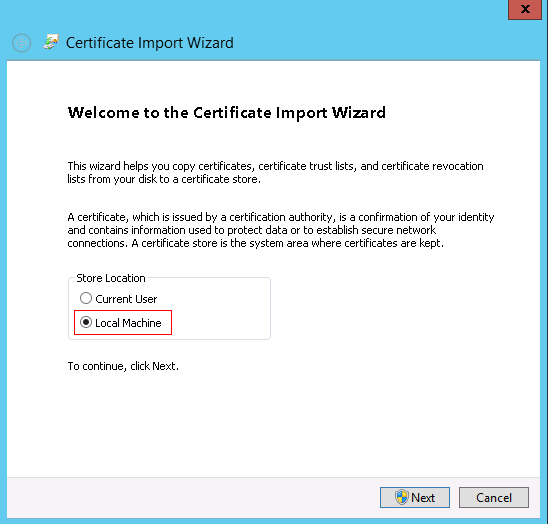 x
Certificate Import Wizard
Welcome to the Certificate Import Wizard
This wizard helps you copy certificates, certificate trust lists, and certificate revocation
lists from your disk to a certificate store.
A certificate, which is issued by a certification authority, is a confirmation of your identity
and contains information used to protect data or to establish secure network
connections. A certificate store is the system area where certificates are kept.
Store Location
Current User
Local Machine
To continue, click Next.
Next
Cancel